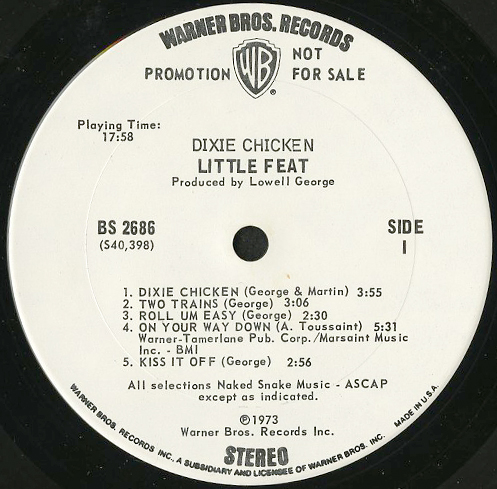 WARNER BROS. RECORDS
PROMOTION NOT FOR SALE
WB
®
Playing Time:
17:58
DIXIE CHICKEN
LITTLE FEAT
Produced by Lowell George
BS 2686
(S40,398)
SIDE
1
1. DIXIE CHICKEN (George & Martin) 3:55
2. TWO TRAINS (George) 3:06
3. ROLL UM EASY (George) 2:30
4. ON YOUR WAY DOWN (A. Toussaint) 5:31
Warner-Tamerlane Pub. Corp./Marsaint Music
Inc. - BMI
5. KISS IT OFF (George) 2:56
All selections Naked Snake Music - ASCAP
except as indicated.
℗1973
Warner Bros. Records Inc.
STEREO
WARNER BROS. RECORDS INC. A SUBSIDIARY AND LICENSEE OF WARNER BROS. INC. MADE IN U.S.A.